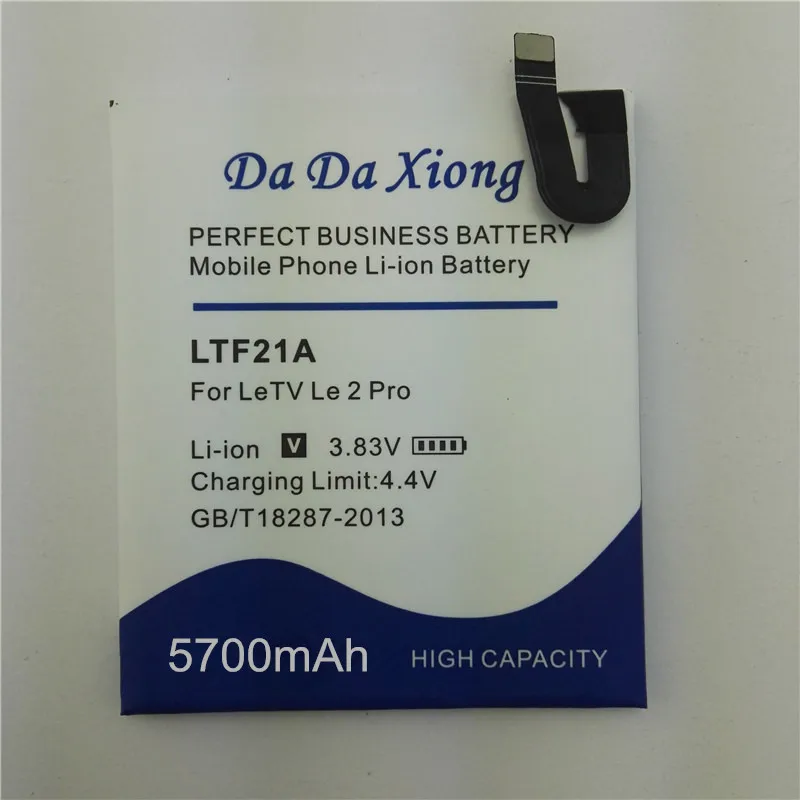 Da Da Xiong
PERFECT BUSINESS BATTERY
Mobile Phone Li-ion Battery
LTF21A
For LeTV Le 2 Pro
Li-ion V 3.83V
Charging Limit:4.4V
GB/T18287-2013
5700mAh HIGH CAPACITY